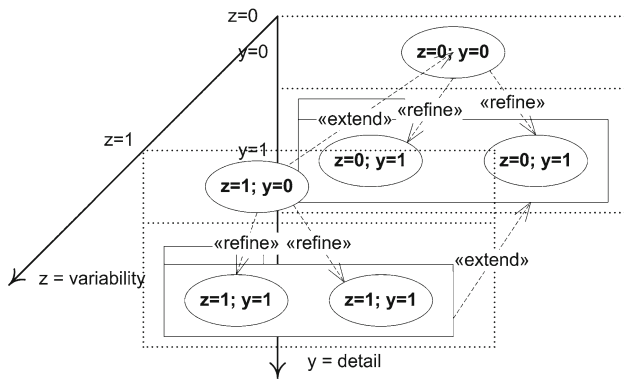 z=0
y=0
z=0; y=0
«refine»
«extend»
«refine»
z=1
y=1
z=0; y=1
z=0; y=1
z=1; y=0
«refine»
«refine»
«extend»
z = variability
z=1; y=1
z=1; y=1
y = detail